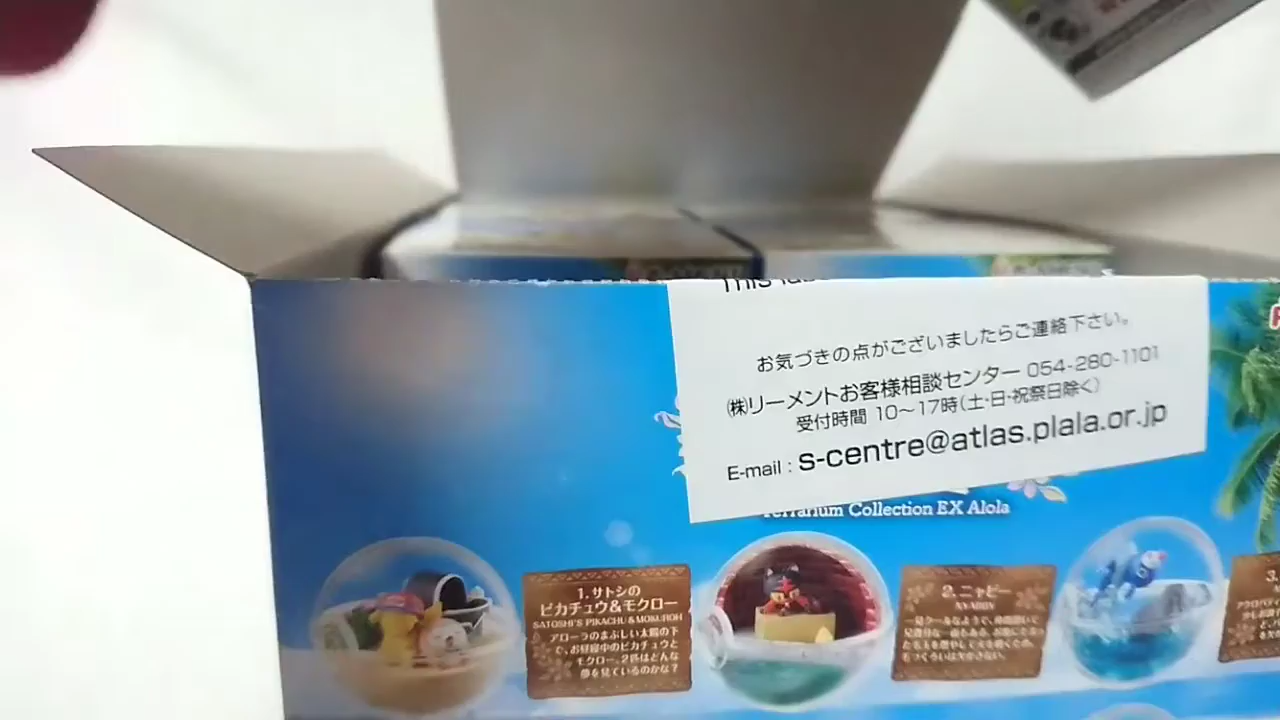 お気づきの点がございましたらご連絡下さい。
㈱リーメントお客様相談センター 054-280-1101
受付時間 10～17時(土・日・祝祭日除く)
E-mail : s-centre@atlas.plala.or.jp
Terrarium Collection EX Alola
1. サトシの
ピカチュウ&モクロー
SATOSHI'S PIKACHU & MOKUROH
アローラのまぶしい太陽の下
で、お昼寝中のピカチュウと
モクロー。2匹はどんな
夢を見ているのかな?
2. ニャビー
NYABBY
3.